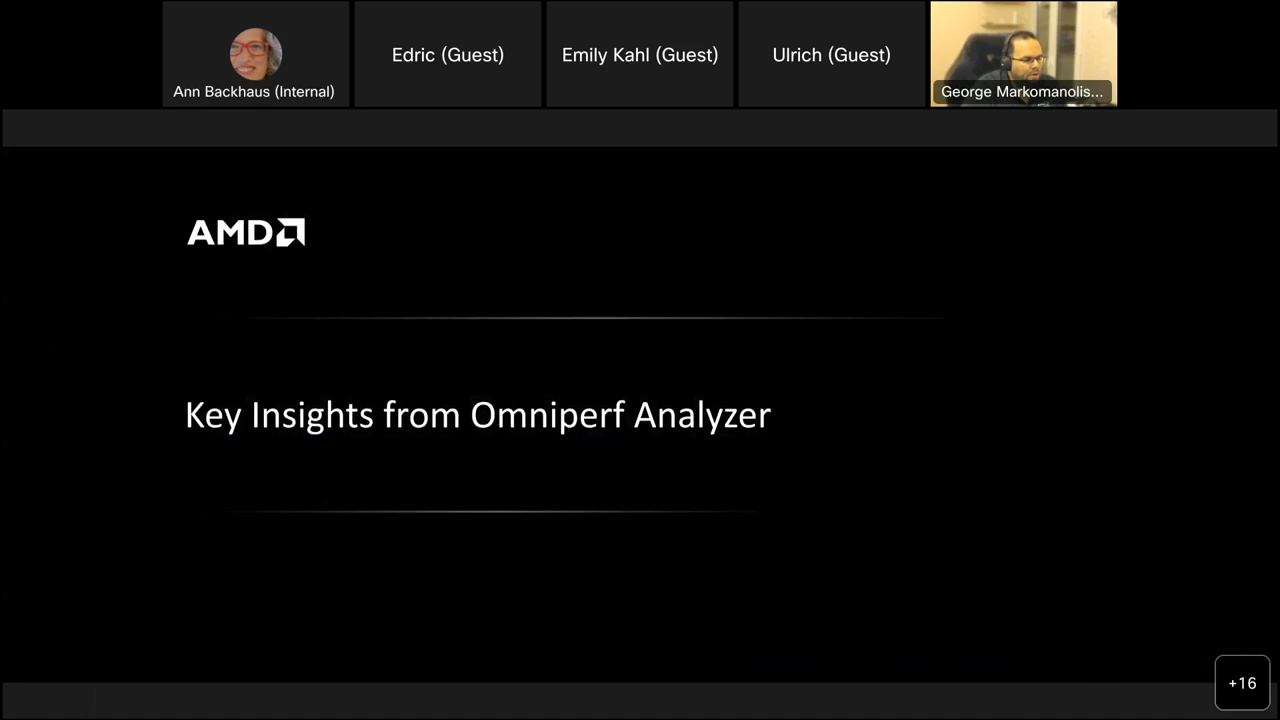 Ann Backhaus (Internal)
Edric (Guest)
Emily Kahl (Guest)
Ulrich (Guest)
George Markomanolis...
AMD
Key Insights from Omniperf Analyzer
+16